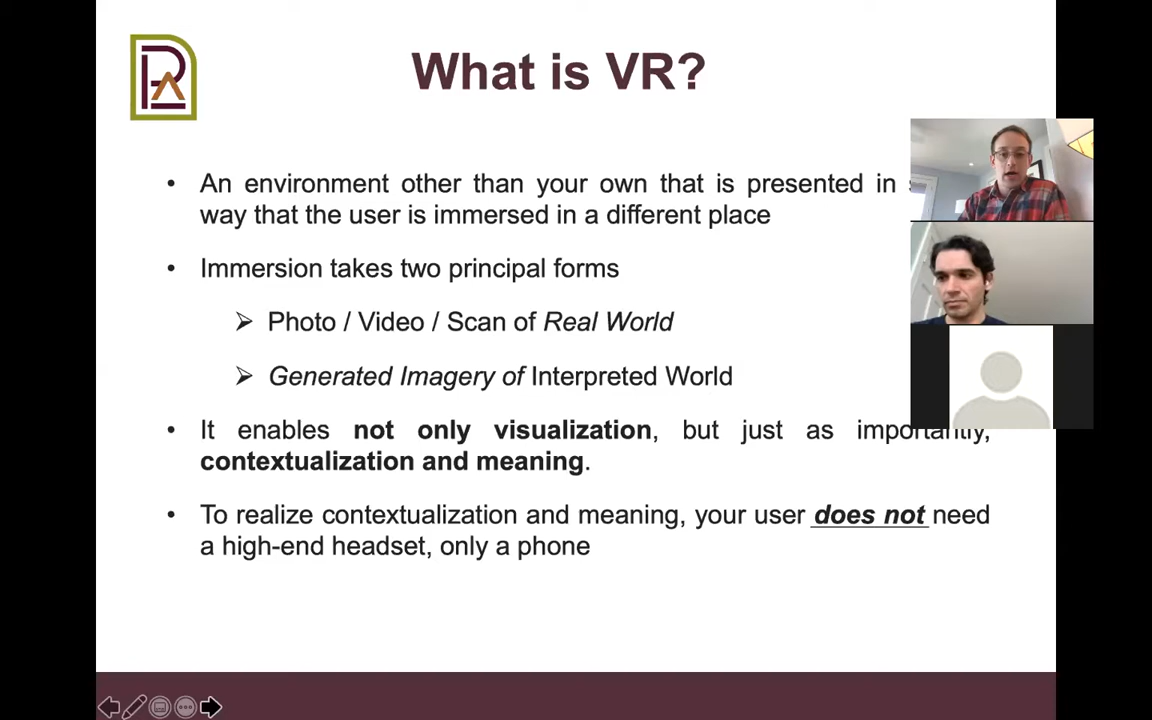 What is VR?
• An environment other than your own that is presented in
way that the user is immersed in a different place
• Immersion takes two principal forms
➢ Photo / Video / Scan of Real World
➢ Generated Imagery of Interpreted World
• It enables not only visualization, but just as importantly,
contextualization and meaning.
• To realize contextualization and meaning, your user does not need
a high-end headset, only a phone